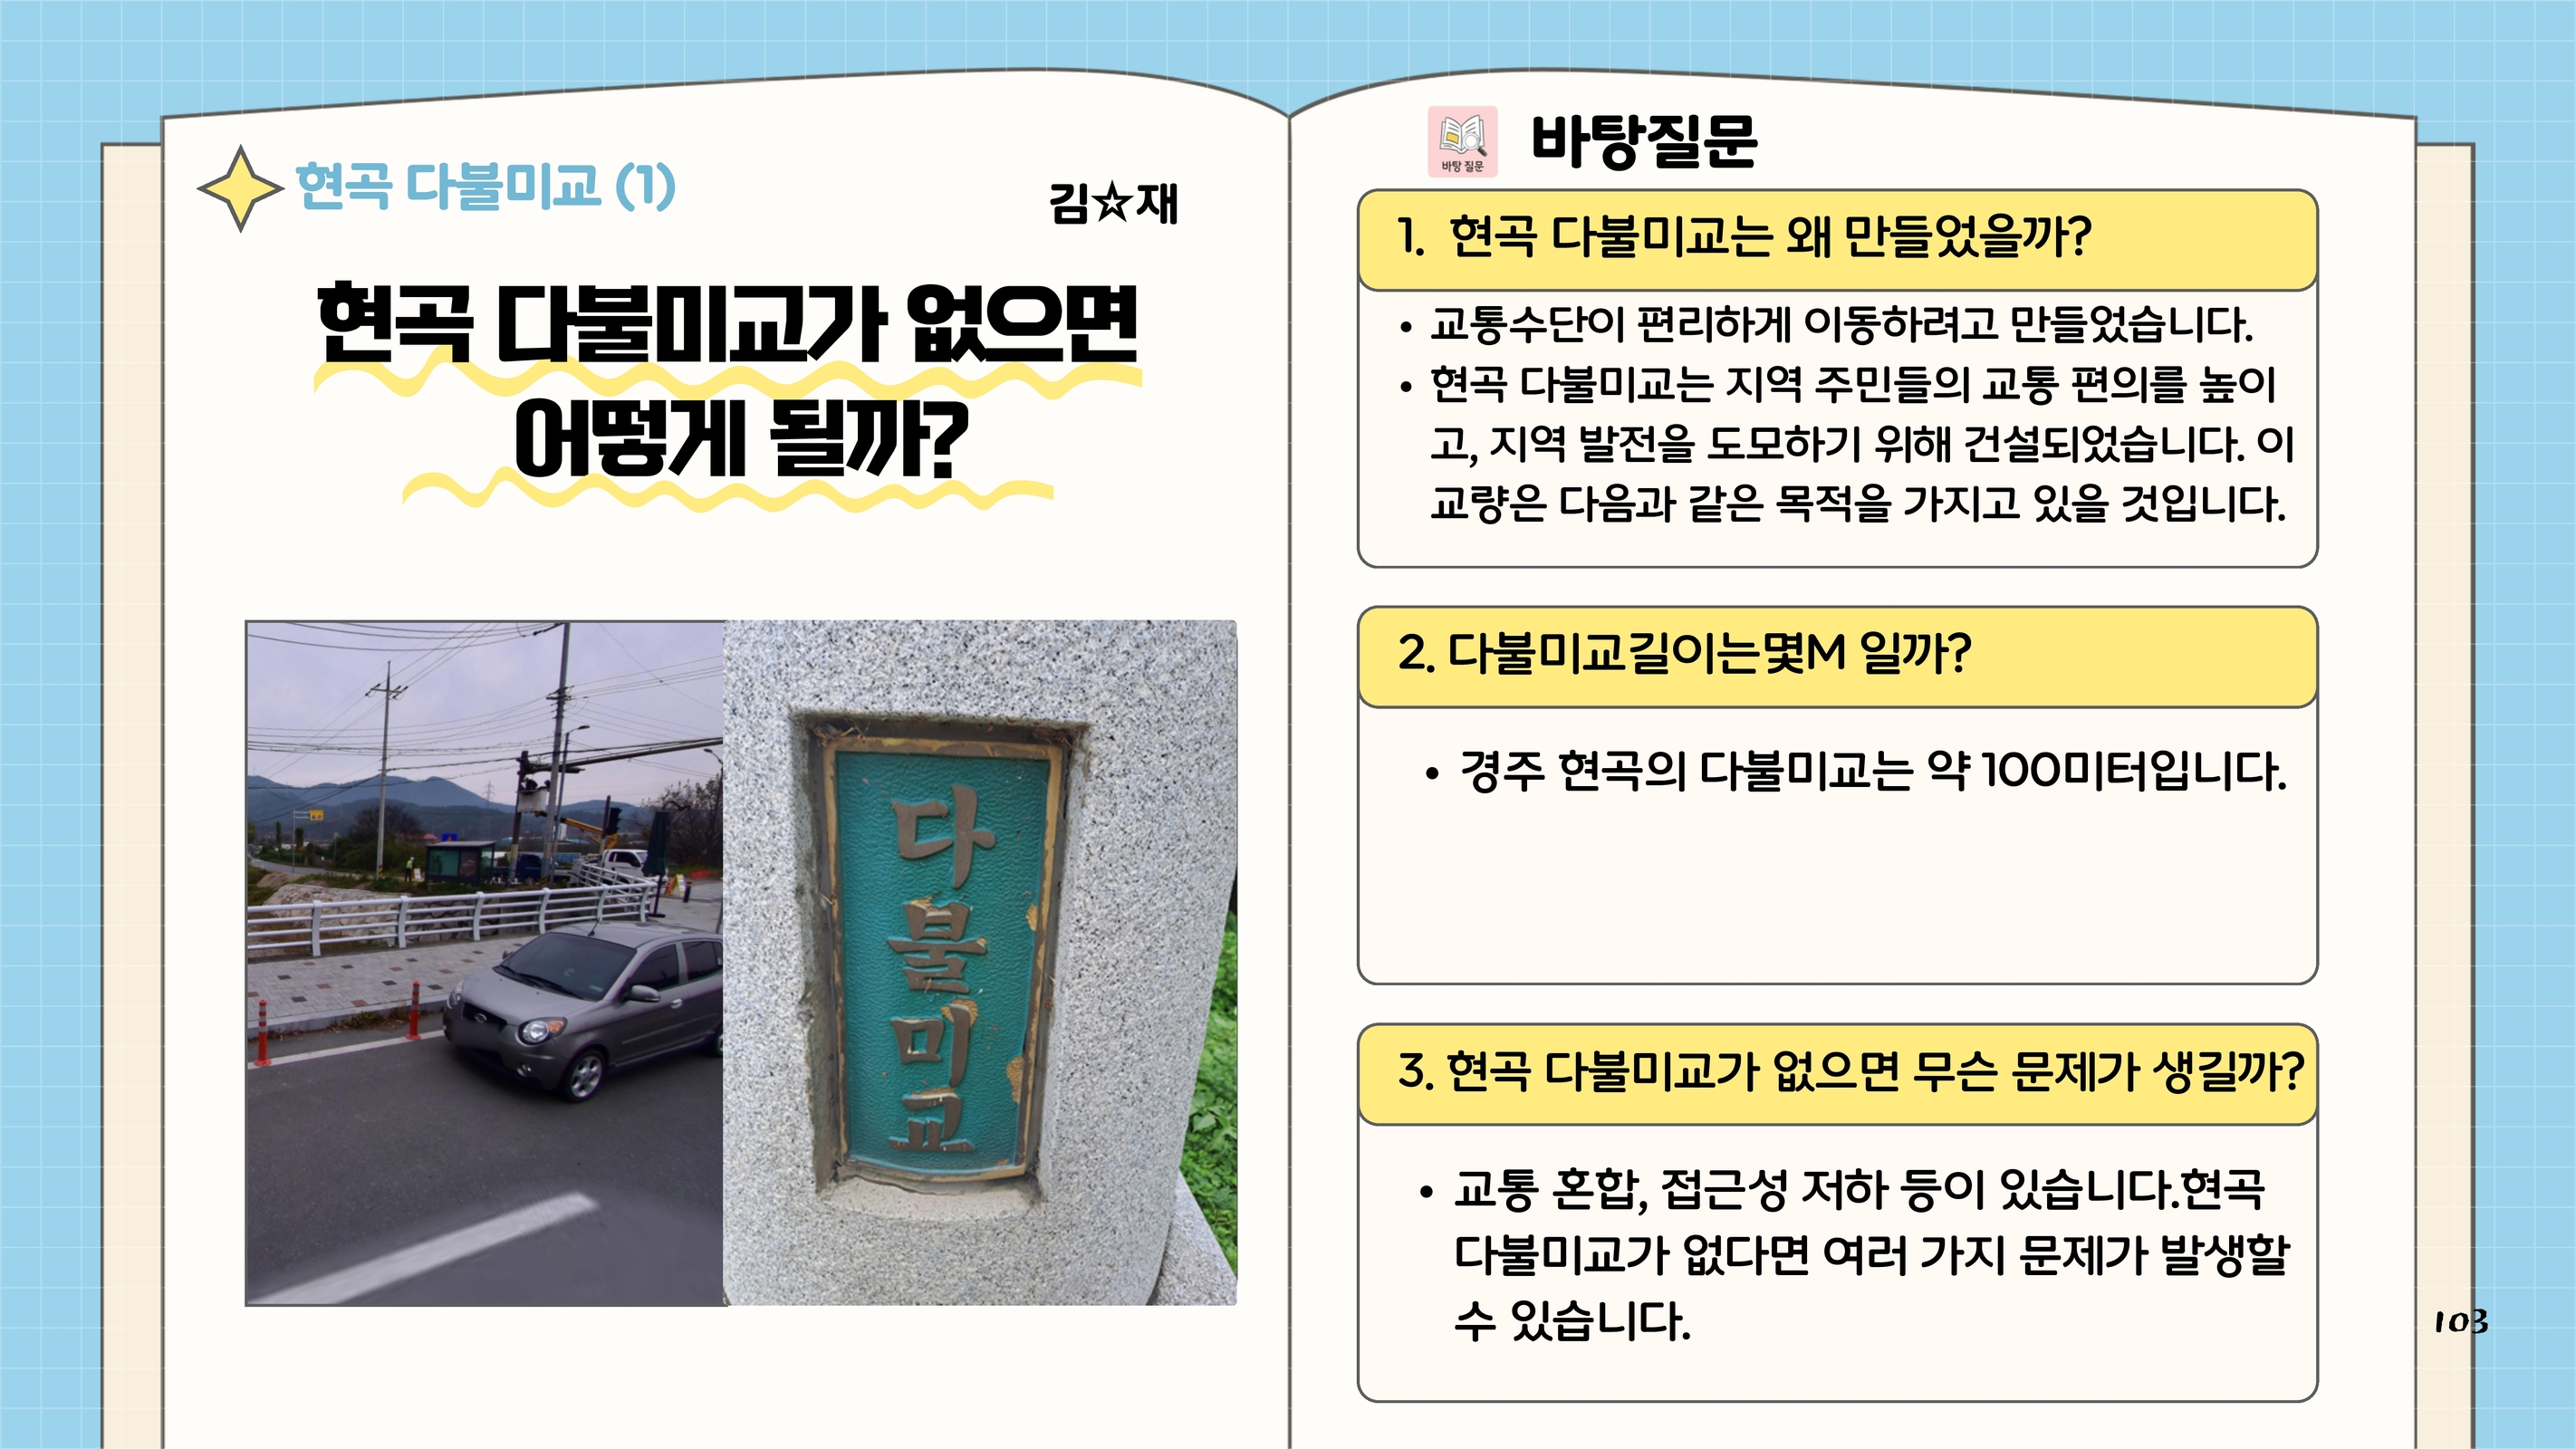 현곡 다불미교 (1)
김☆재
현곡 다불미교가 없으면
어떻게 될까?
다
불
미
교
바탕 질문
바탕질문
1. 현곡 다불미교는 왜 만들었을까?
• 교통수단이 편리하게 이동하려고 만들었습니다.
• 현곡 다불미교는 지역 주민들의 교통 편의를 높이
고, 지역 발전을 도모하기 위해 건설되었습니다. 이
교량은 다음과 같은 목적을 가지고 있을 것입니다.
2. 다불미교길이는몇M 일까?
• 경주 현곡의 다불미교는 약 100미터입니다.
3. 현곡 다불미교가 없으면 무슨 문제가 생길까?
• 교통 혼합, 접근성 저하 등이 있습니다.현곡
다불미교가 없다면 여러 가지 문제가 발생할
수 있습니다.
103